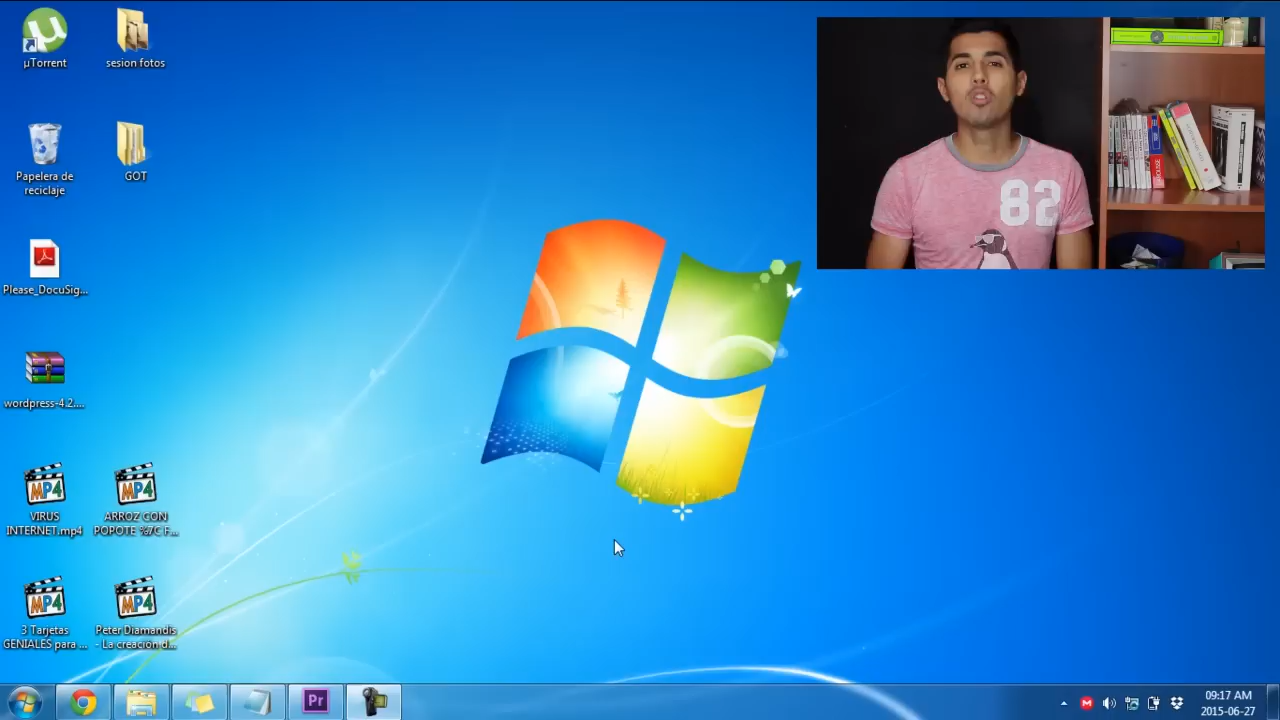 µTorrent
sesion fotos
Papelera de
reciclaje
GOT
Please_DocuSig...
wordpress-4.2....
VIRUS
INTERNET.mp4
ARROZ CON
POPOTE %7C F...
3 Tarjetas
GENIALES para ...
Peter Diamandis
- La creación d...
MP4
MP4
MP4
MP4
82
Pr
09:17 AM
2015-06-27